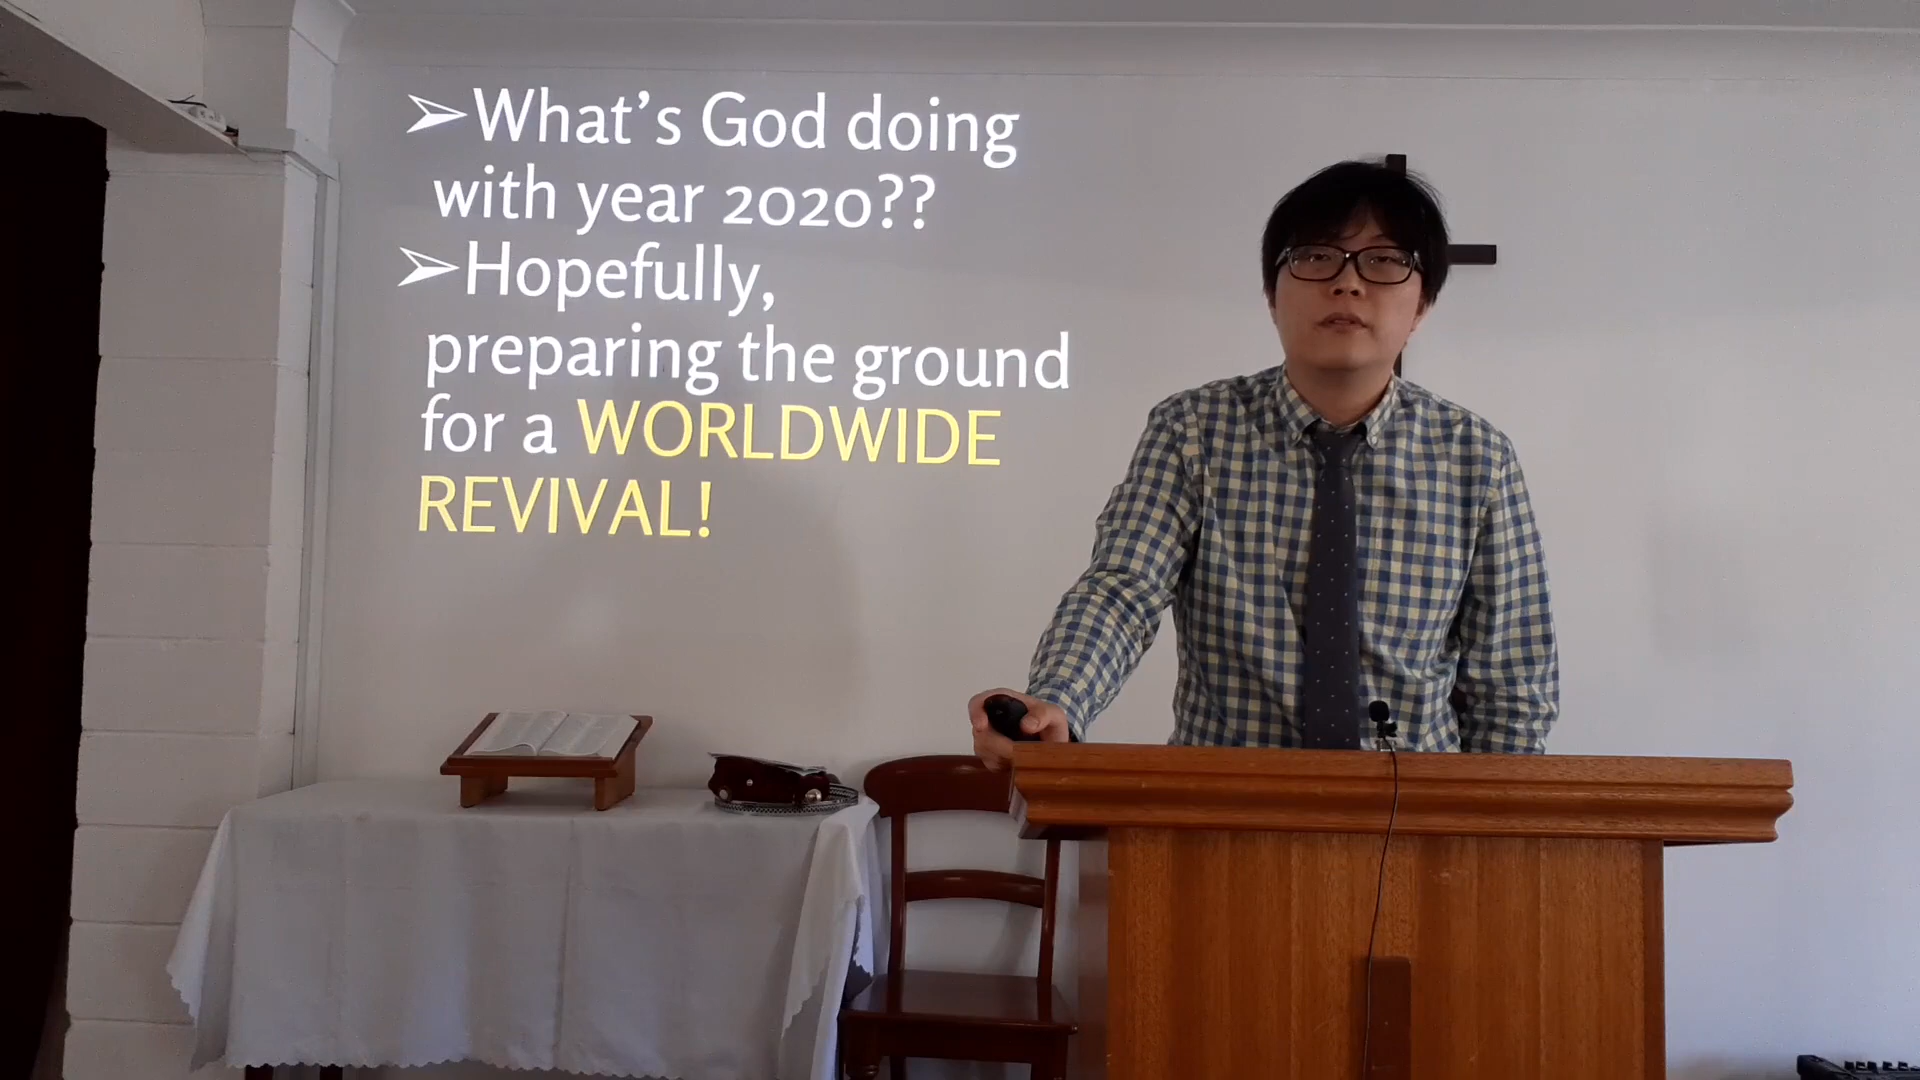 ➢What’s God doing
with year 2020??
➢Hopefully,
preparing the ground
for a WORLDWIDE
REVIVAL!